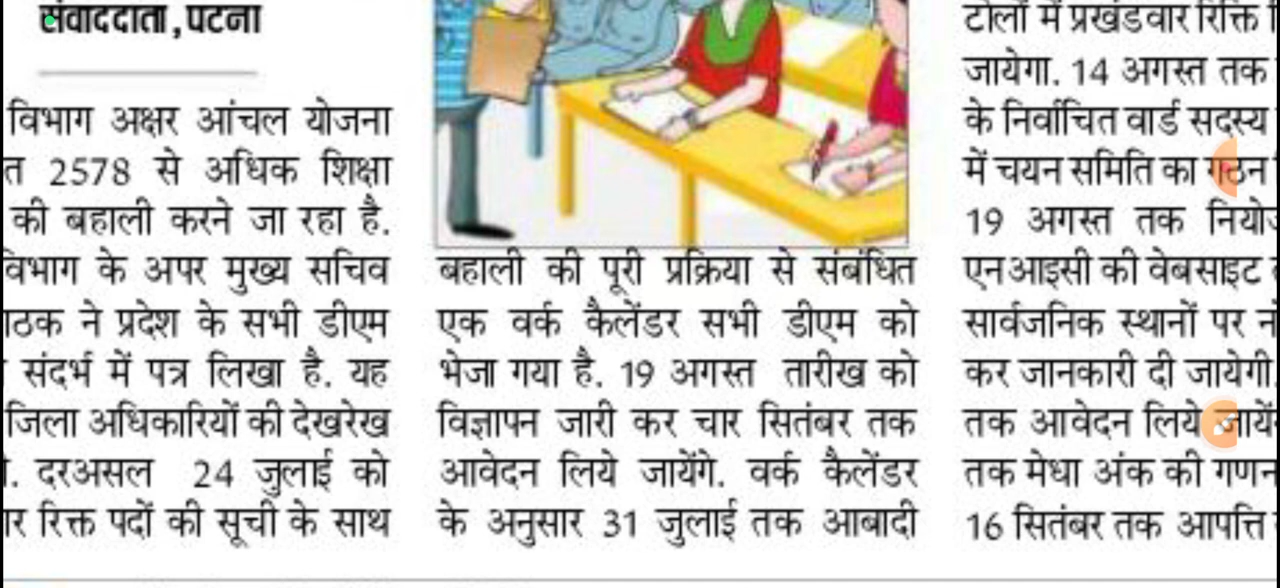 संवाददाता, पटना
विभाग अक्षर आंचल योजना
त 2578 से अधिक शिक्षा
की बहाली करने जा रहा है.
विभाग के अपर मुख्य सचिव
ाठक ने प्रदेश के सभी डीएम
संदर्भ में पत्र लिखा है. यह
जिला अधिकारियों की देखरेख
. दरअसल 24 जुलाई को
ार रिक्त पदों की सूची के साथ
बहाली की पूरी प्रक्रिया से संबंधित
एक वर्क कैलेंडर सभी डीएम को
भेजा गया है. 19 अगस्त तारीख को
विज्ञापन जारी कर चार सितंबर तक
आवेदन लिये जायेंगे. वर्क कैलेंडर
के अनुसार 31 जुलाई तक आबादी
टोलों में प्रखंडवार रिक्ति
जायेगा. 14 अगस्त तक
के निर्वाचित वार्ड सदस्य
में चयन समिति का गठन
19 अगस्त तक नियोज
एनआइसी की वेबसाइट
सार्वजनिक स्थानों पर नो
कर जानकारी दी जायेगी
तक आवेदन लिये जायें
तक मेधा अंक की गणन
16 सितंबर तक आपत्ति